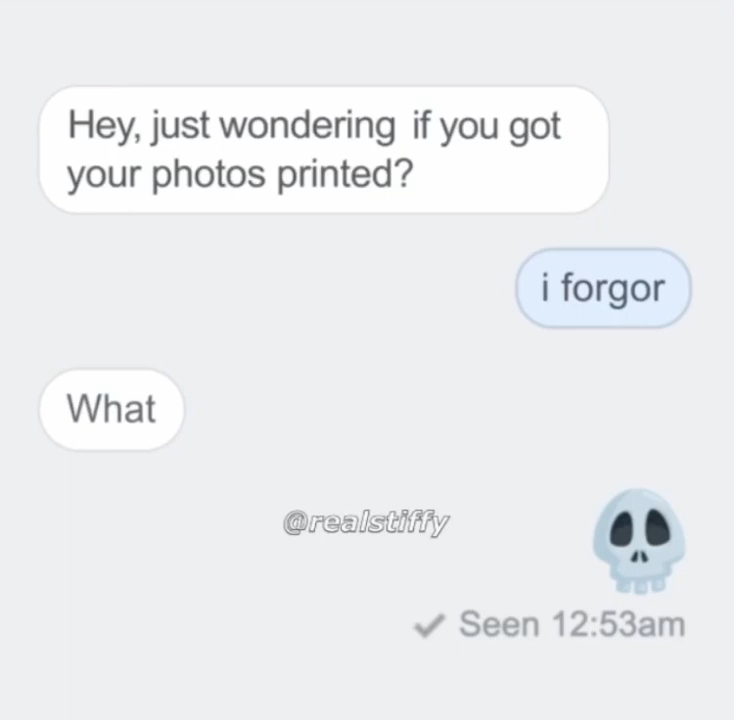 Hey, just wondering if you got
your photos printed?
i forgor
What
@realstiffy
Seen 12:53am